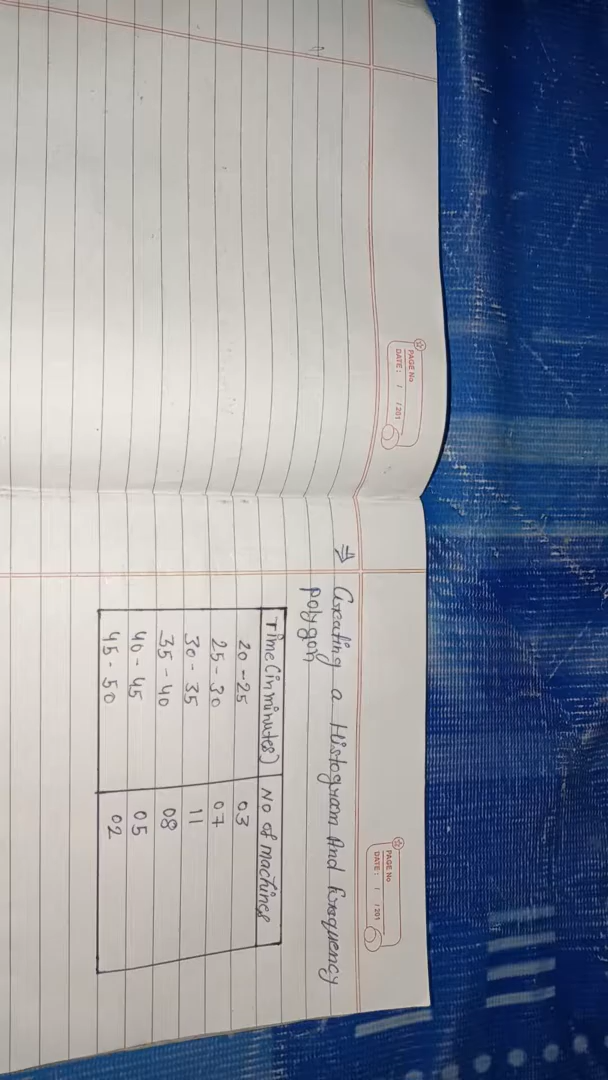 PAGE No
DATE : / / 201
PAGE No
DATE : / / 201
⇒ Creating a Histogram And frequency
polygon
Time(in minutes) No of machines
20 - 25 03
25 - 30 07
30 - 35 11
35 - 40 08
40 - 45 05
45 - 50 02